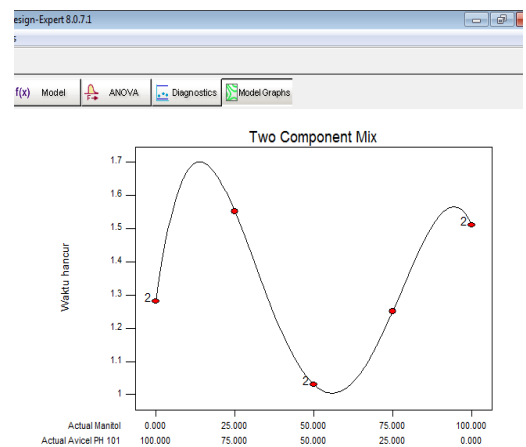 esign-Expert 8.0.7.1
s
f(x) Model ANOVA Diagnostics Model Graphs
Two Component Mix
1.7
1.6
1.5
1.4
1.3
1.2
1.1
1
Waktu hancur
2
2
2
Actual Manitol 0.000 25.000 50.000 75.000 100.000
Actual Avicel PH 101 100.000 75.000 50.000 25.000 0.000